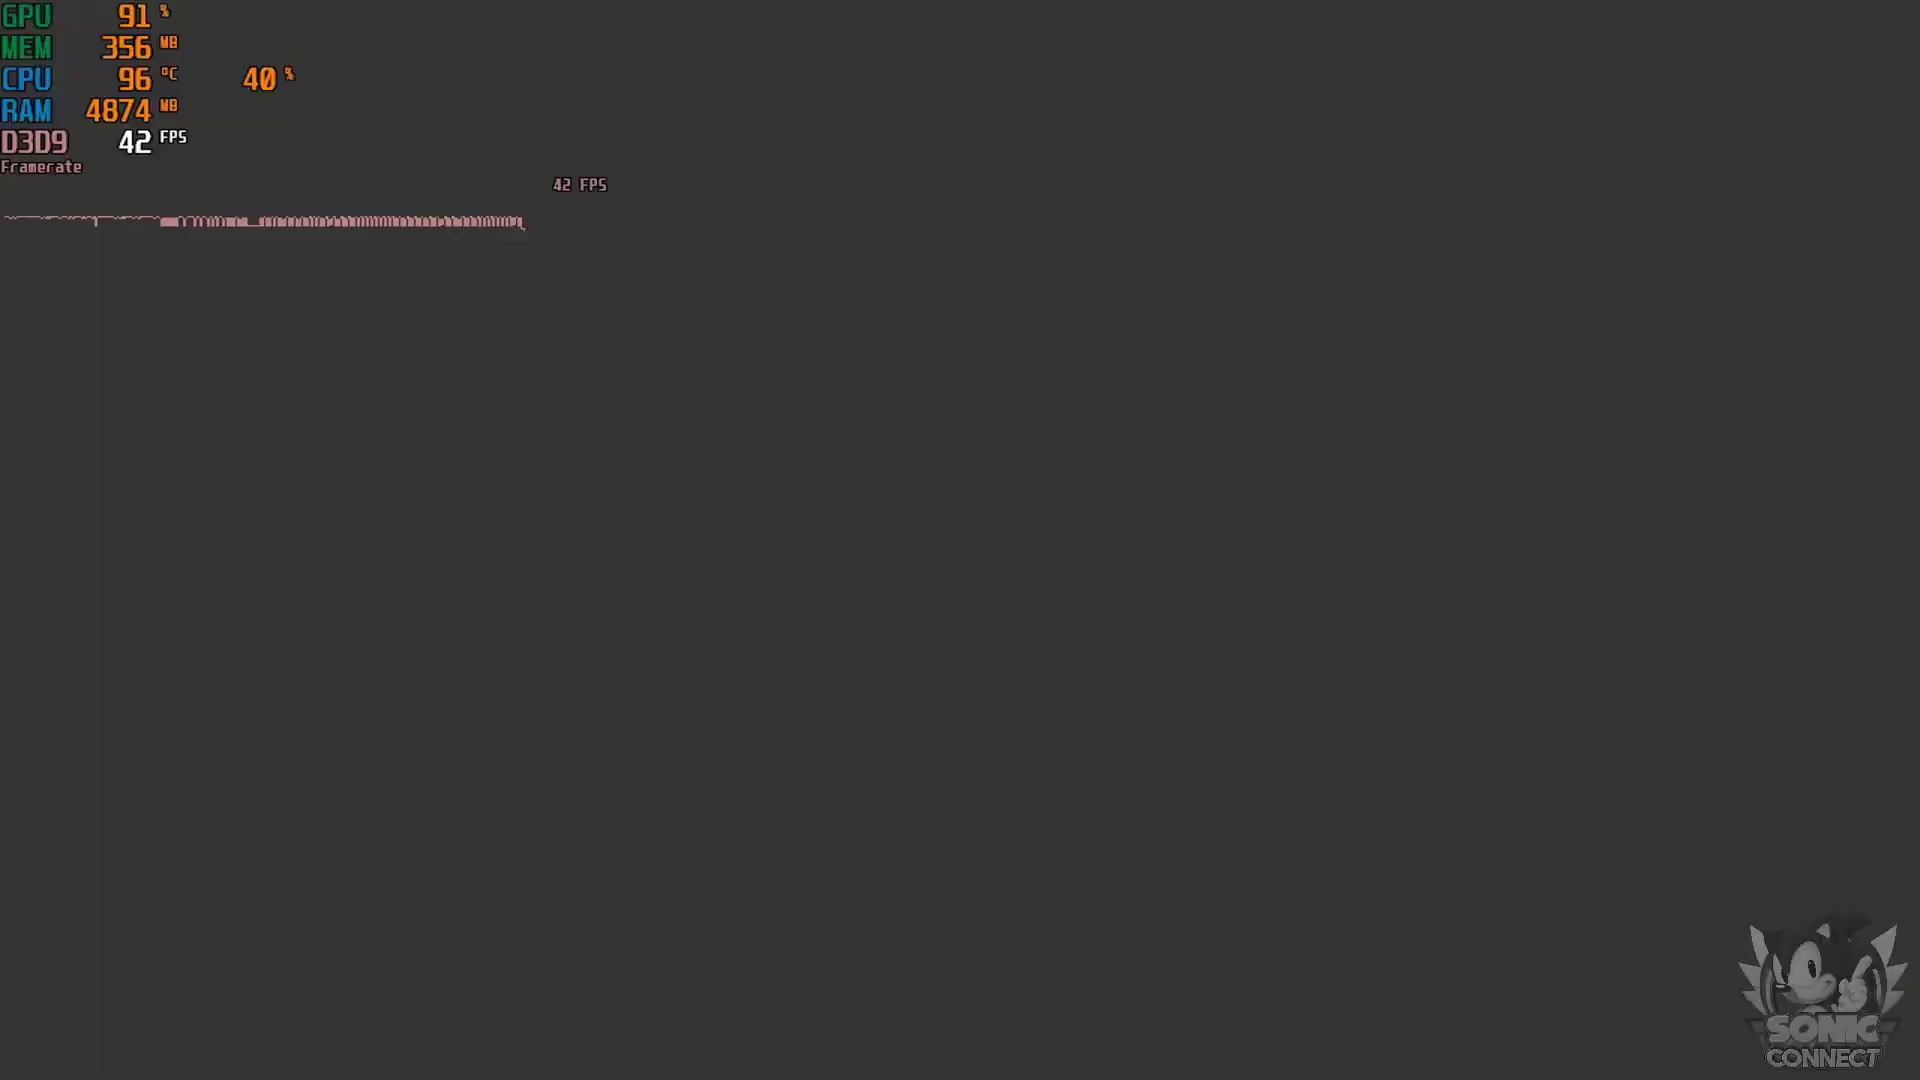 GPU 91 %
MEM 356 MB
CPU 96 °C 40 %
RAM 4874 MB
D3D9 42 FPS
Framerate
42 FPS
SONIC
CONNECT